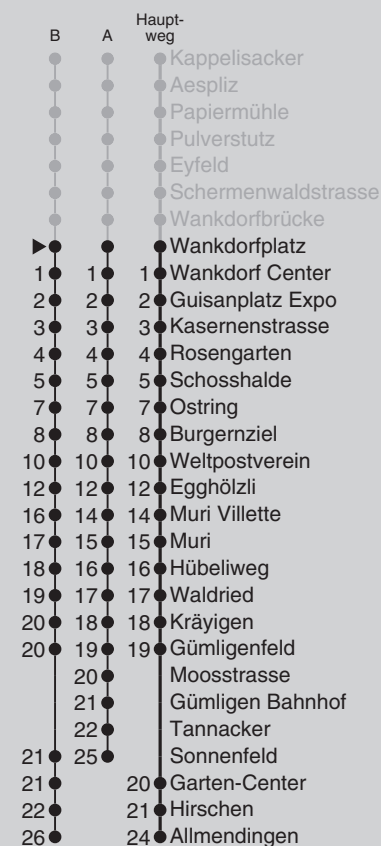 Haupt-
B A weg
Kappelisacker
Aespliz
Papiermühle
Pulverstutz
Eyfeld
Schermenwaldstrasse
Wankdorfbrücke
Wankdorfplatz
1 1 1 Wankdorf Center
2 2 2 Guisanplatz Expo
3 3 3 Kasernenstrasse
4 4 4 Rosengarten
5 5 5 Schosshalde
7 7 7 Ostring
8 8 8 Burgernziel
10 10 10 Weltpostverein
12 12 12 Egghölzli
16 14 14 Muri Villette
17 15 15 Muri
18 16 16 Hübeliweg
19 17 17 Waldried
20 18 18 Kräyigen
20 19 19 Gümligenfeld
20 Moosstrasse
21 Gümligen Bahnhof
22 Tannacker
21 25 Sonnenfeld
21 20 Garten-Center
22 21 Hirschen
26 24 Allmendingen